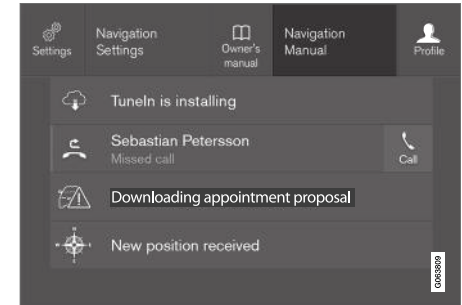 Settings
Navigation
Settings
Owner's
manual
Navigation
Manual
Profile
TuneIn is installing
Sebastian Petersson
Missed call
Call
Downloading appointment proposal
New position received
G063809